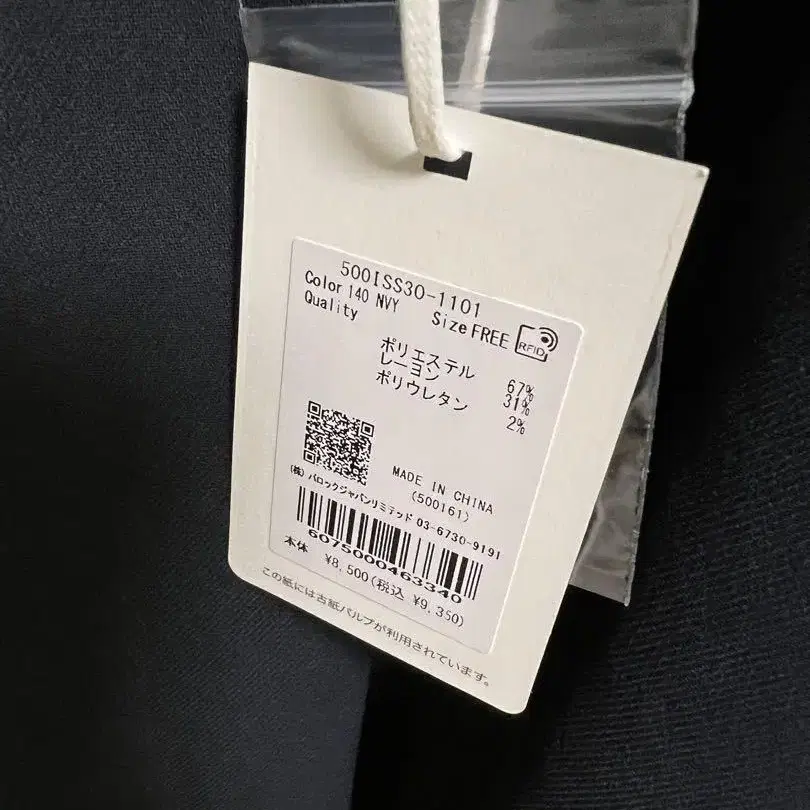 500ISS30-1101
Color 140 NVY Size FREE
RFID
Quality
ポリエステル 67%
レーヨン 31%
ポリウレタン 2%
MADE IN CHINA
(500161)
(株)バロックジャパンリミテッド 03-6730-9191
6075000463340
本体 ¥8,500(税込 ¥9,350)
この紙には古紙パルプが利用されています。